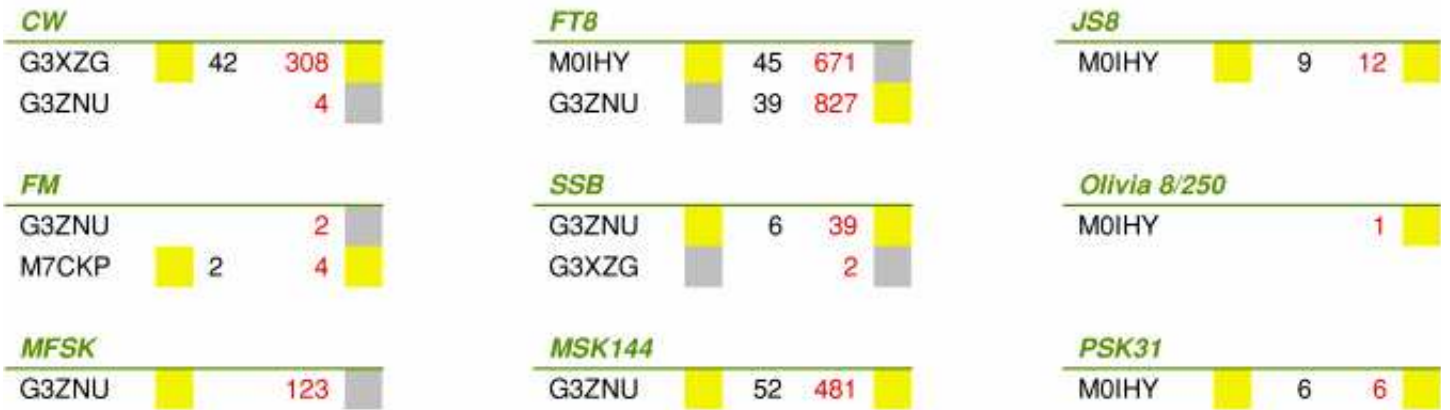 CW FT8 JS8
G3XZG 42 308 M0IHY 45 671 M0IHY 9 12
G3ZNU 4 G3ZNU 39 827
FM SSB Olivia 8/250
G3ZNU 2 G3ZNU 6 39 M0IHY 1
M7CKP 2 4 G3XZG 2
MFSK MSK144 PSK31
G3ZNU 123 G3ZNU 52 481 M0IHY 6 6